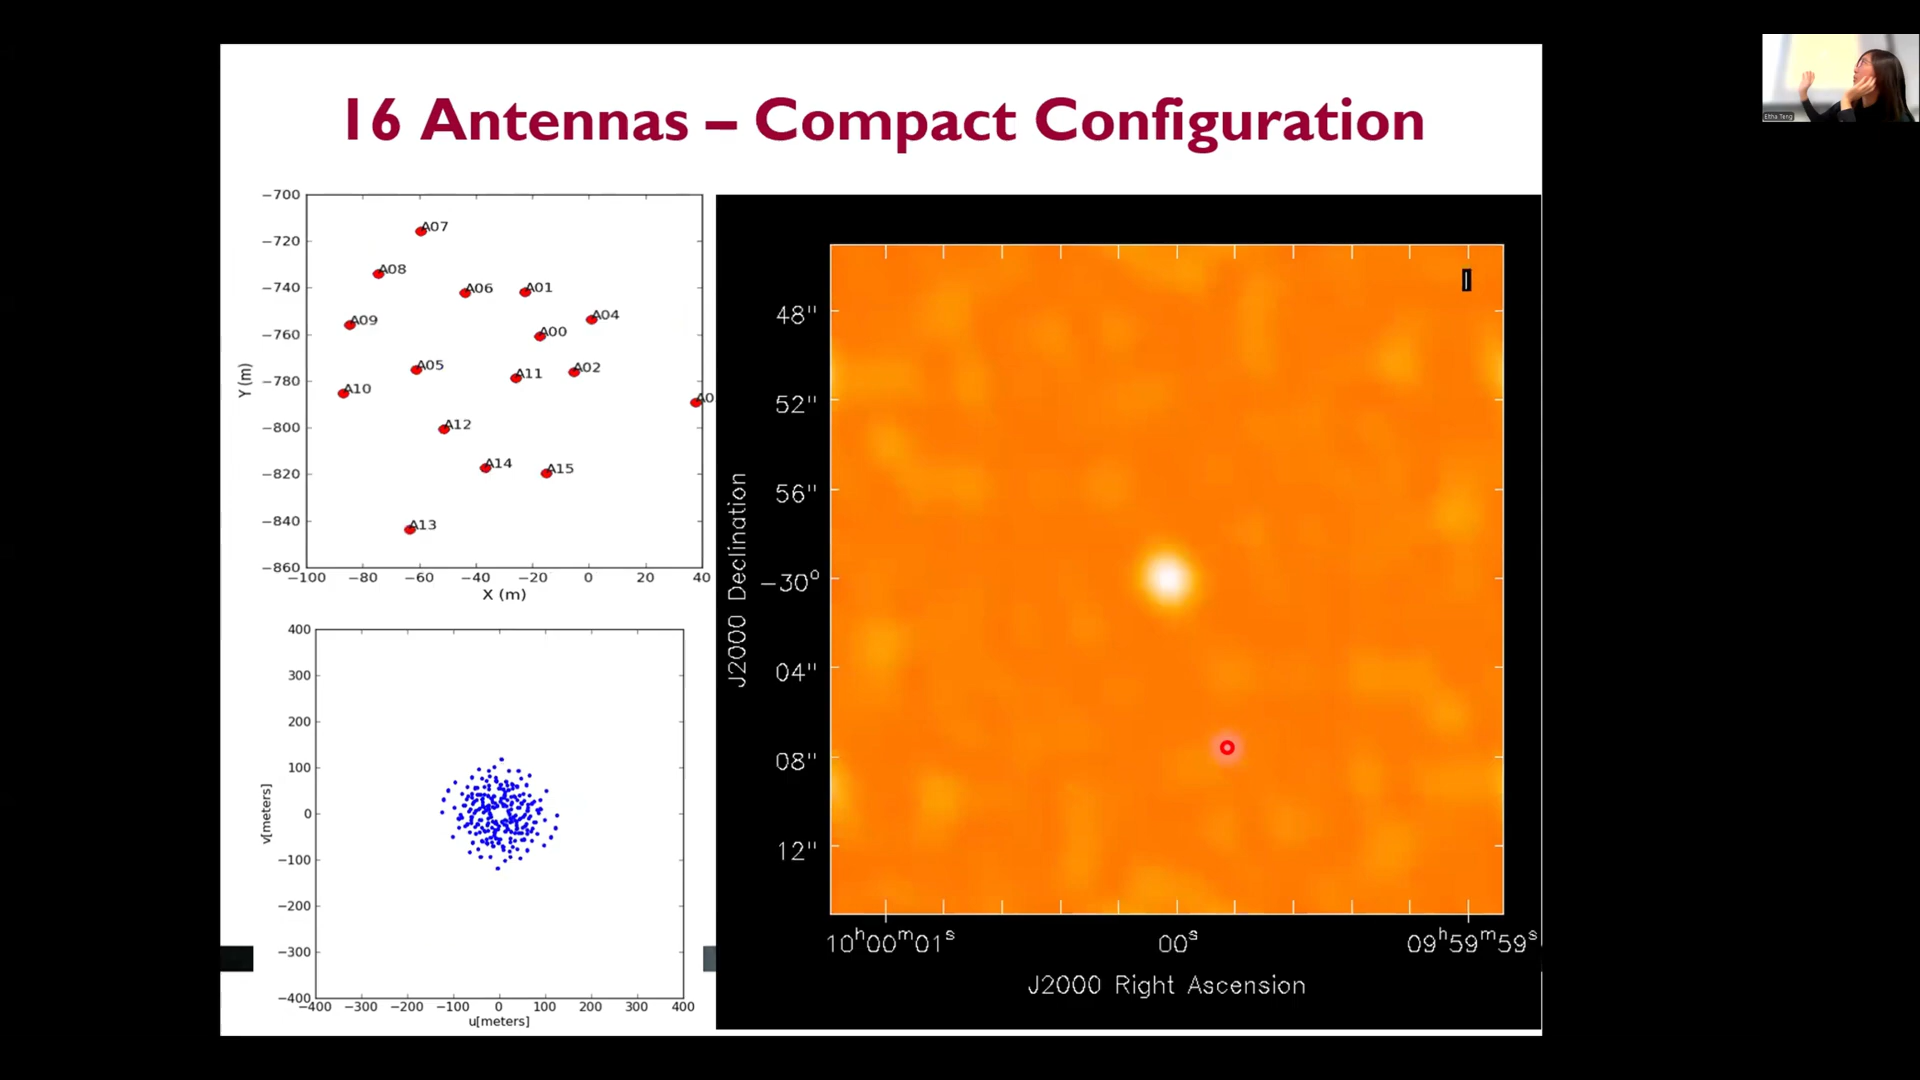 16 Antennas – Compact Configuration
Eltha Teng
−700
−720
−740
−760
−780
−800
−820
−840
−860
Y (m)
A07
A08
A06
A01
A09
A04
A00
A05
A11
A02
A10
A0
A12
A14
A15
A13
−100 −80 −60 −40 −20 0 20 40
X (m)
400
300
200
100
0
−100
−200
−300
−400
v[meters]
−400 −300 −200 −100 0 100 200 300 400
u[meters]
I
48"
52"
56"
−30°
04"
08"
12"
J2000 Declination
10ʰ00ᵐ01ˢ 00ˢ 09ʰ59ᵐ59ˢ
J2000 Right Ascension